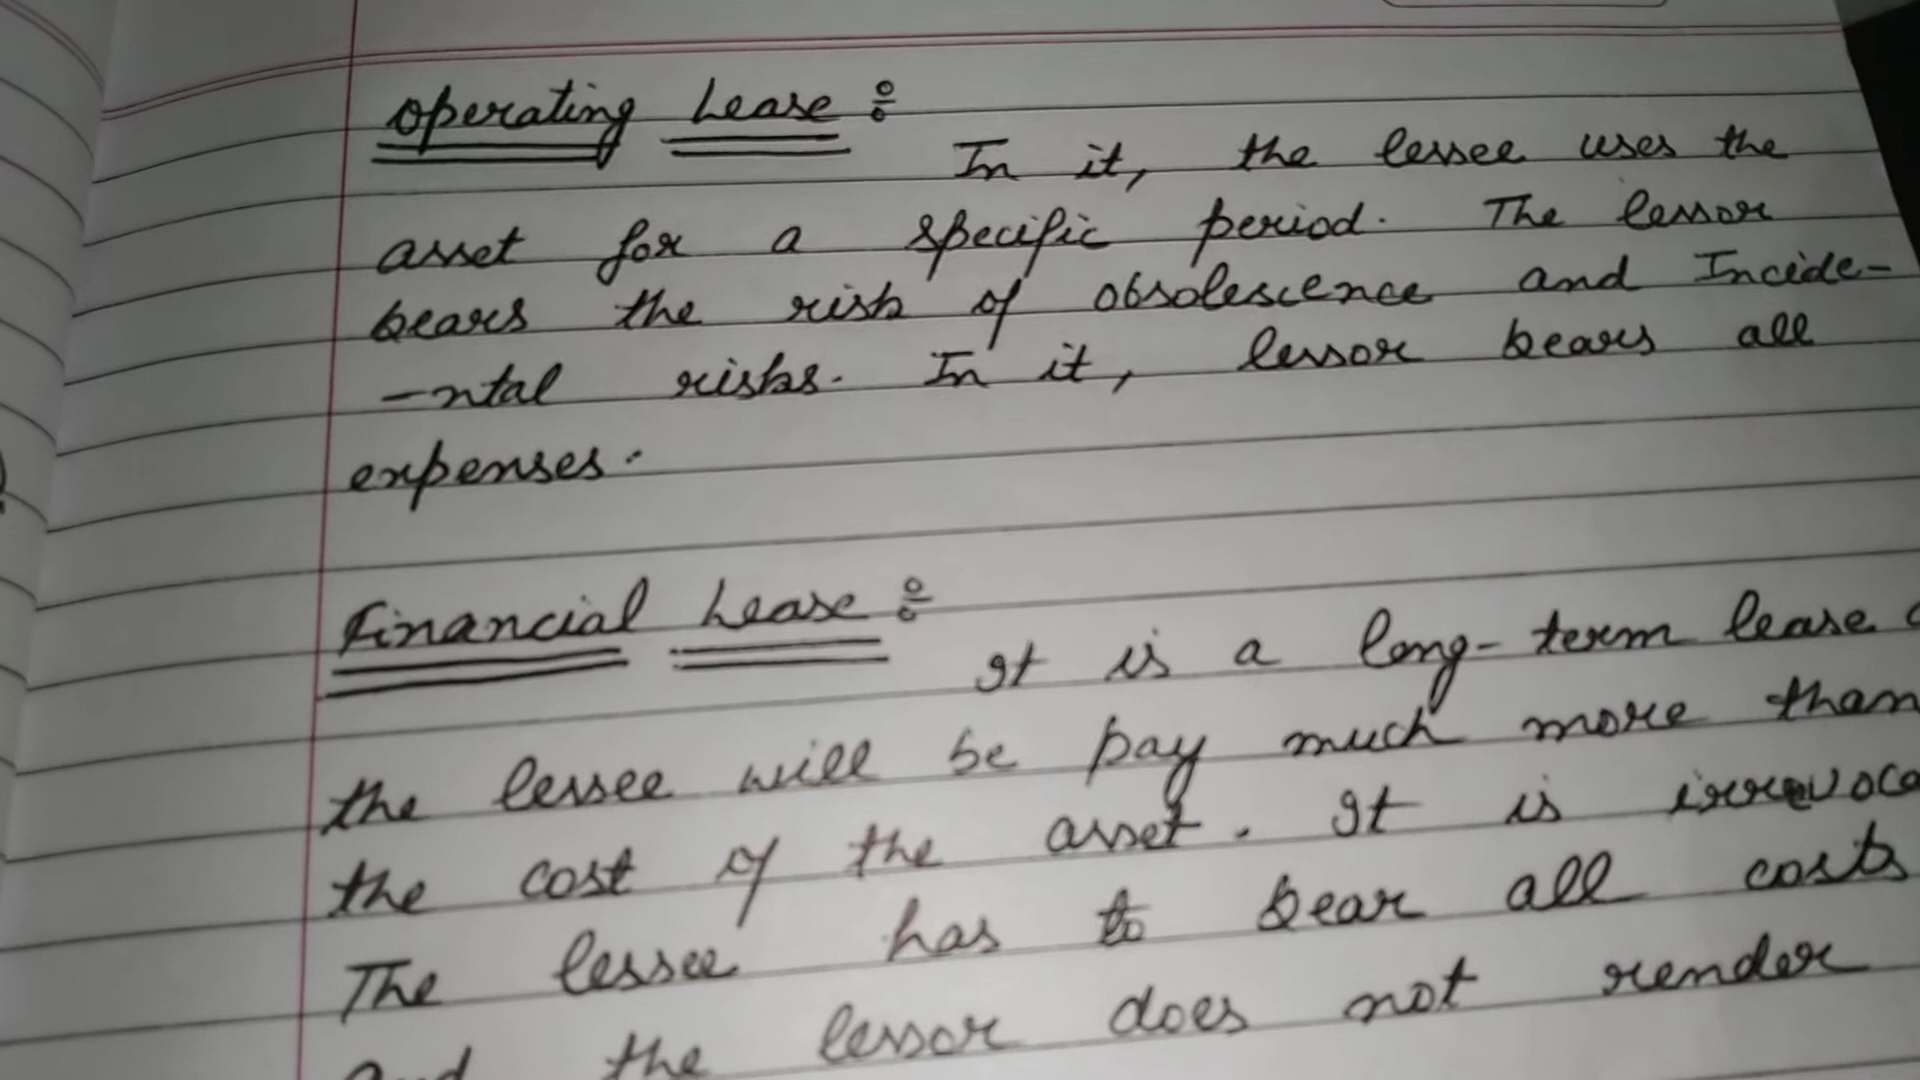 Operating Lease :
In it, the lessee uses the
asset for a specific period. The lessor
bears the risk of obsolescence and Incide-
-ntal risks. In it, lessor bears all
expenses.
Financial Lease :
It is a long-term lease
the lessee will be pay much more than
the cost of the asset. It is
The lessee has to bear all costs
and the lessor does not render